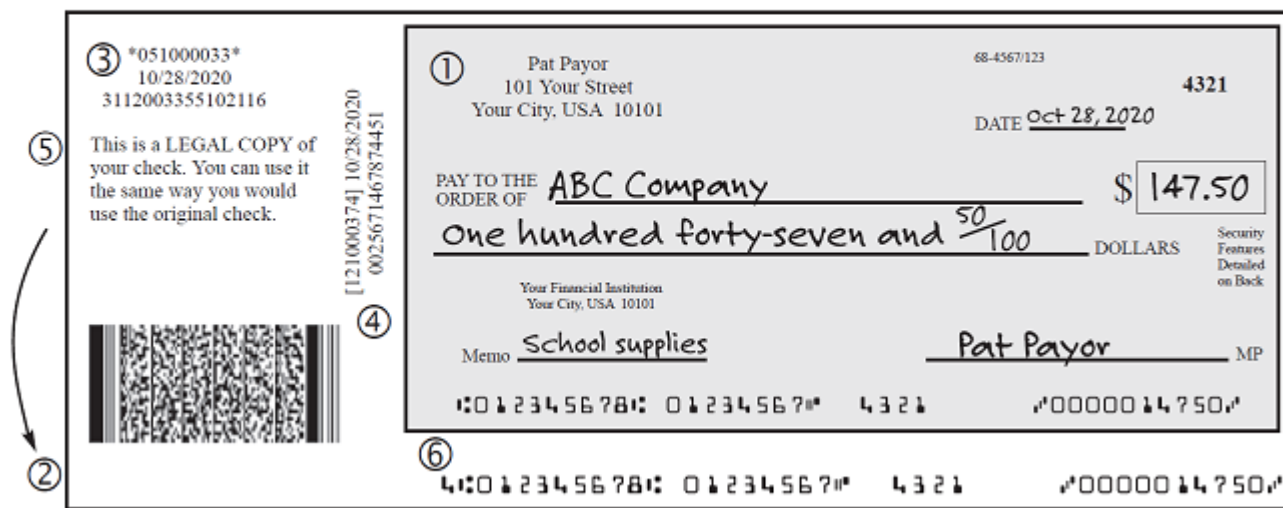 ③ *051000033*
10/28/2020
3112003355102116
⑤ This is a LEGAL COPY of
your check. You can use it
the same way you would
use the original check.
②
[121000374] 10/28/2020
0025671467874451
④
① Pat Payor
101 Your Street
Your City, USA 10101
68-4567/123
4321
DATE Oct 28, 2020
PAY TO THE
ORDER OF ABC Company $ 147.50
One hundred forty-seven and 50/100 DOLLARS
Security
Features
Detailed
on Back
Your Financial Institution
Your City, USA 10101
Memo School supplies Pat Payor MP
⑆012345678⑆ 01234567⑈ 4321 ⑇0000014750⑇
⑥
4⑆012345678⑆ 01234567⑈ 4321 ⑇0000014750⑇